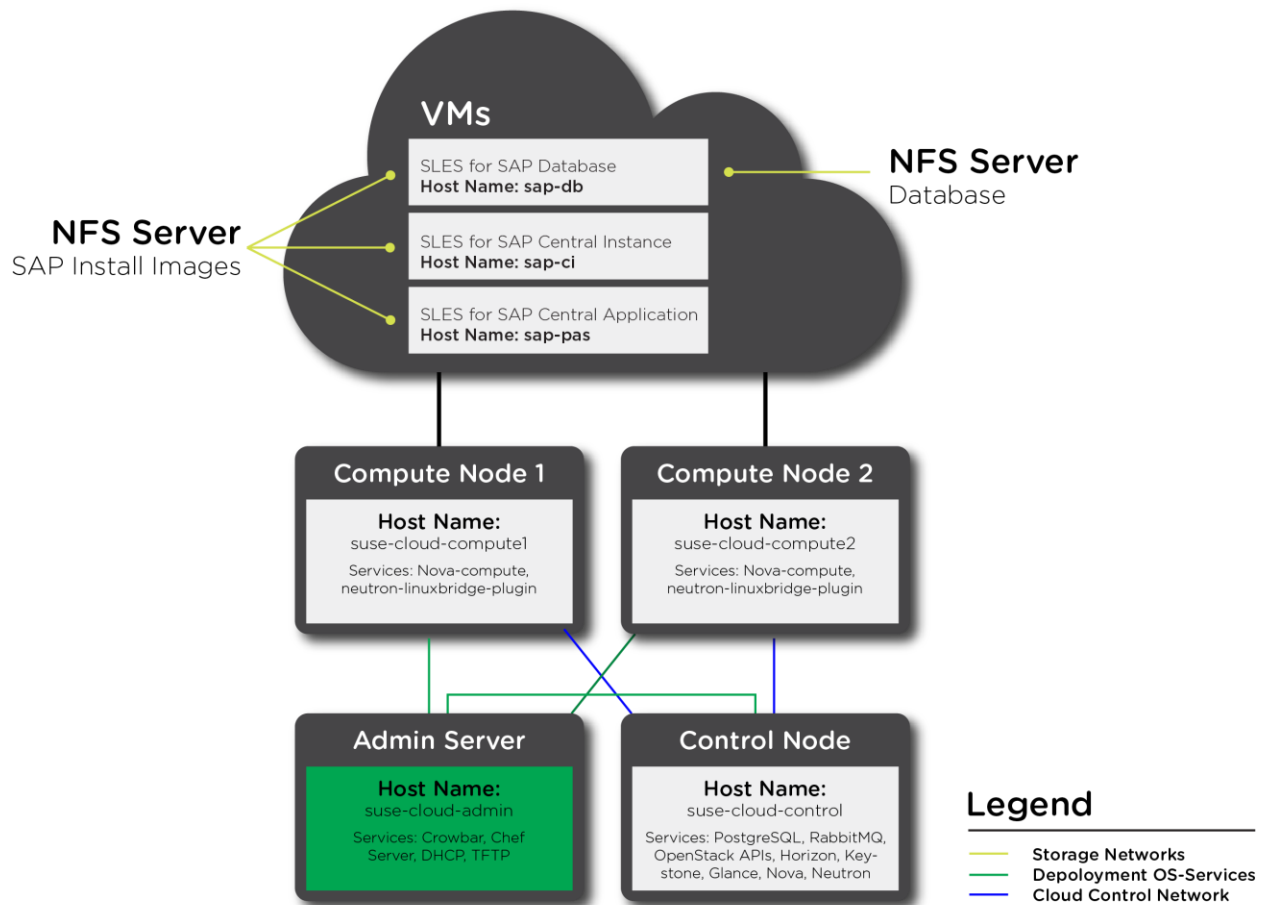 VMs
SLES for SAP Database
Host Name: sap-db
SLES for SAP Central Instance
Host Name: sap-ci
SLES for SAP Central Application
Host Name: sap-pas
NFS Server
SAP Install Images
NFS Server
Database
Compute Node 1
Host Name:
suse-cloud-compute1
Services: Nova-compute,
neutron-linuxbridge-plugin
Compute Node 2
Host Name:
suse-cloud-compute2
Services: Nova-compute,
neutron-linuxbridge-plugin
Admin Server
Host Name:
suse-cloud-admin
Services: Crowbar, Chef
Server, DHCP, TFTP
Control Node
Host Name:
suse-cloud-control
Services: PostgreSQL, RabbitMQ,
OpenStack APIs, Horizon, Key-
stone, Glance, Nova, Neutron
Legend
Storage Networks
Depoloyment OS-Services
Cloud Control Network